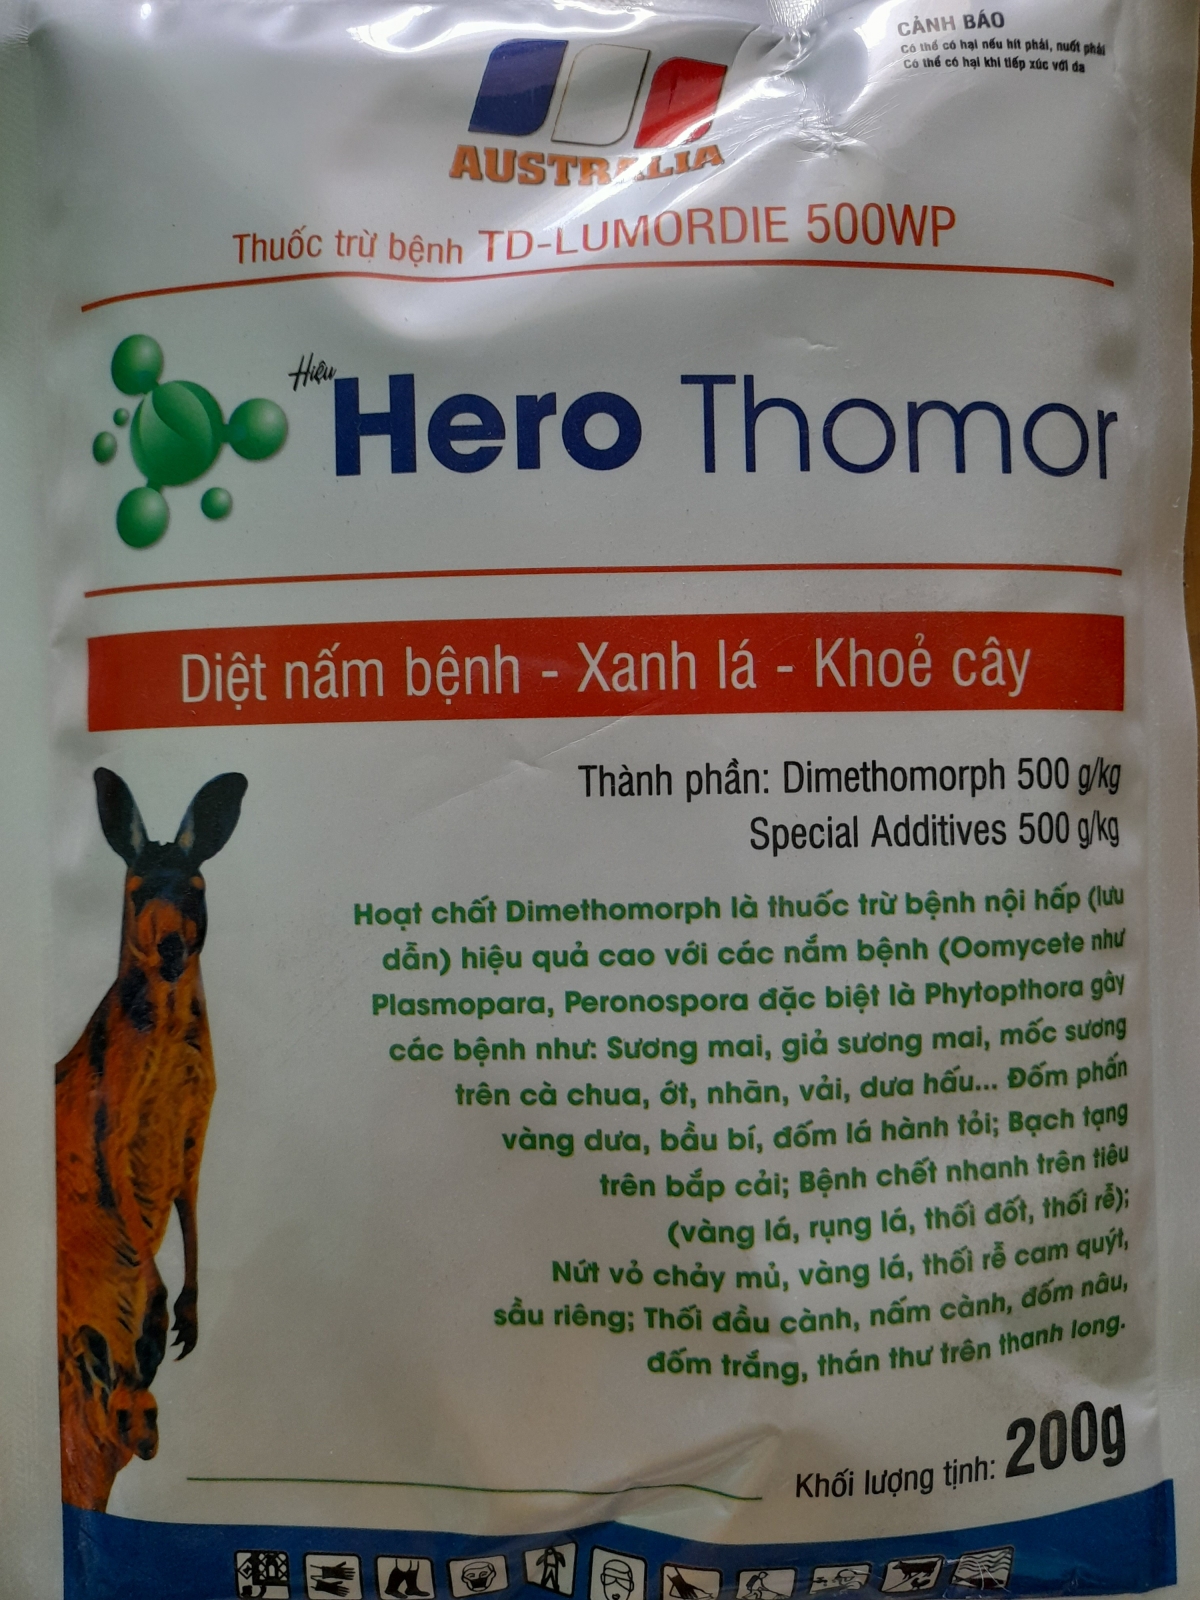 CẢNH BÁO
Có thể có hại nếu hít phải, nuốt phải
Có thể có hại khi tiếp xúc với da
AUSTRALIA
Thuốc trừ bệnh TD-LUMORDIE 500WP
Hiệu
Hero Thomor
Diệt nấm bệnh - Xanh lá - Khoẻ cây
Thành phần: Dimethomorph 500 g/kg
Special Additives 500 g/kg
Hoạt chất Dimethomorph là thuốc trừ bệnh nội hấp (lưu
dẫn) hiệu quả cao với các nắm bệnh (Oomycete như
Plasmopara, Peronospora đặc biệt là Phytopthora gây
các bệnh như: Sương mai, giả sương mai, mốc sương
trên cà chua, ớt, nhãn, vải, dưa hấu... Đốm phấn
vàng dưa, bầu bí, đốm lá hành tỏi; Bạch tạng
trên bắp cải; Bệnh chết nhanh trên tiêu
(vàng lá, rụng lá, thối đốt, thối rễ);
Nứt vỏ chảy mủ, vàng lá, thối rễ cam quýt,
sầu riêng; Thối đầu cành, nấm cành, đốm nâu,
đốm trắng, thán thư trên thanh long.
Khối lượng tịnh: 200g